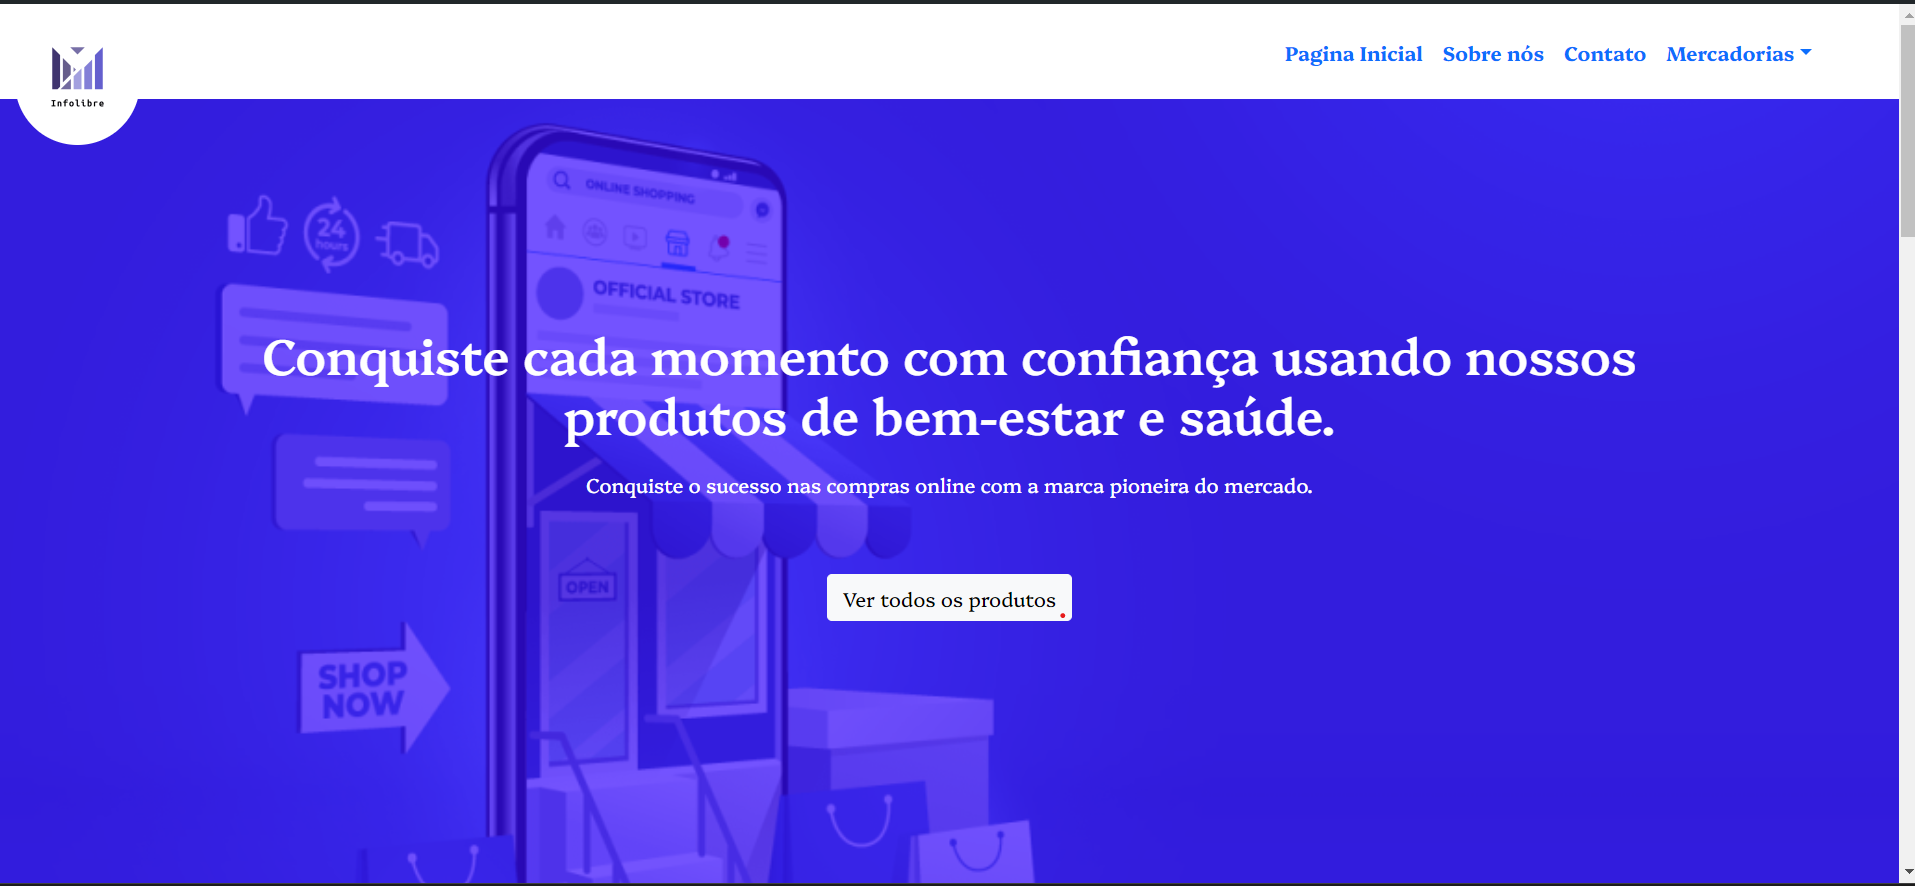 Infolibre
Pagina Inicial Sobre nós Contato Mercadorias
ONLINE SHOPPING
24
hours
OFFICIAL STORE
Conquiste cada momento com confiança usando nossos
produtos de bem-estar e saúde.
Conquiste o sucesso nas compras online com a marca pioneira do mercado.
OPEN
Ver todos os produtos
SHOP
NOW